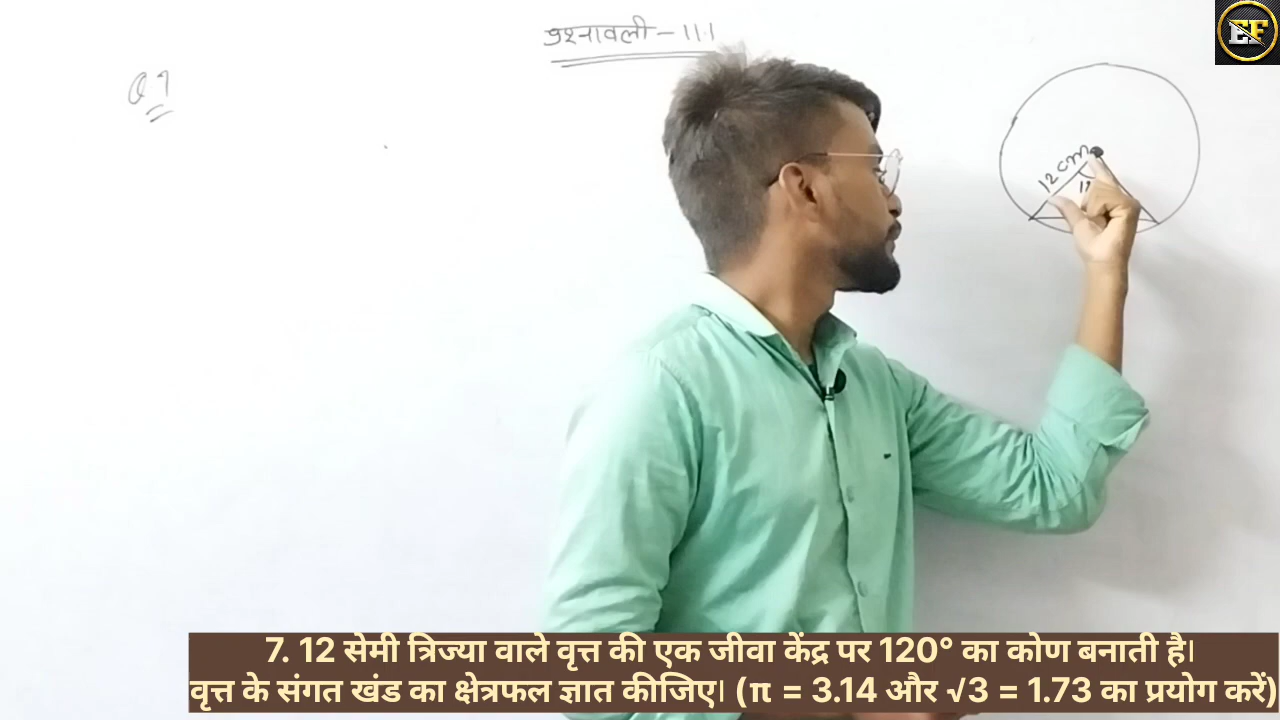 प्रश्नावली - 11.1
Q 7
EF
12 cm
7. 12 सेमी त्रिज्या वाले वृत्त की एक जीवा केंद्र पर 120° का कोण बनाती है।
वृत्त के संगत खंड का क्षेत्रफल ज्ञात कीजिए। (π = 3.14 और √3 = 1.73 का प्रयोग करें)